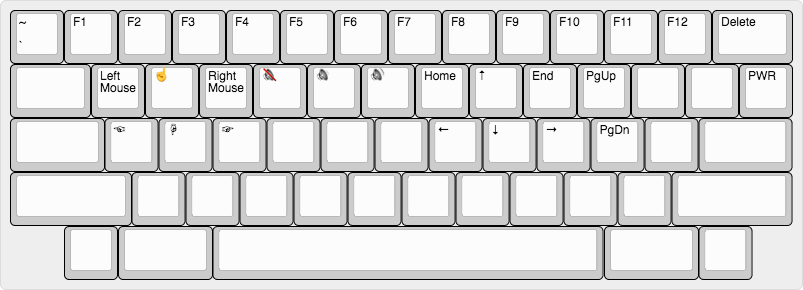 ~ F1 F2 F3 F4 F5 F6 F7 F8 F9 F10 F11 F12 Delete
`
Left ☝ Right 🔇 🔈 🔊 Home ↑ End PgUp PWR
Mouse Mouse
☜ ☟ ☞ ← ↓ → PgDn